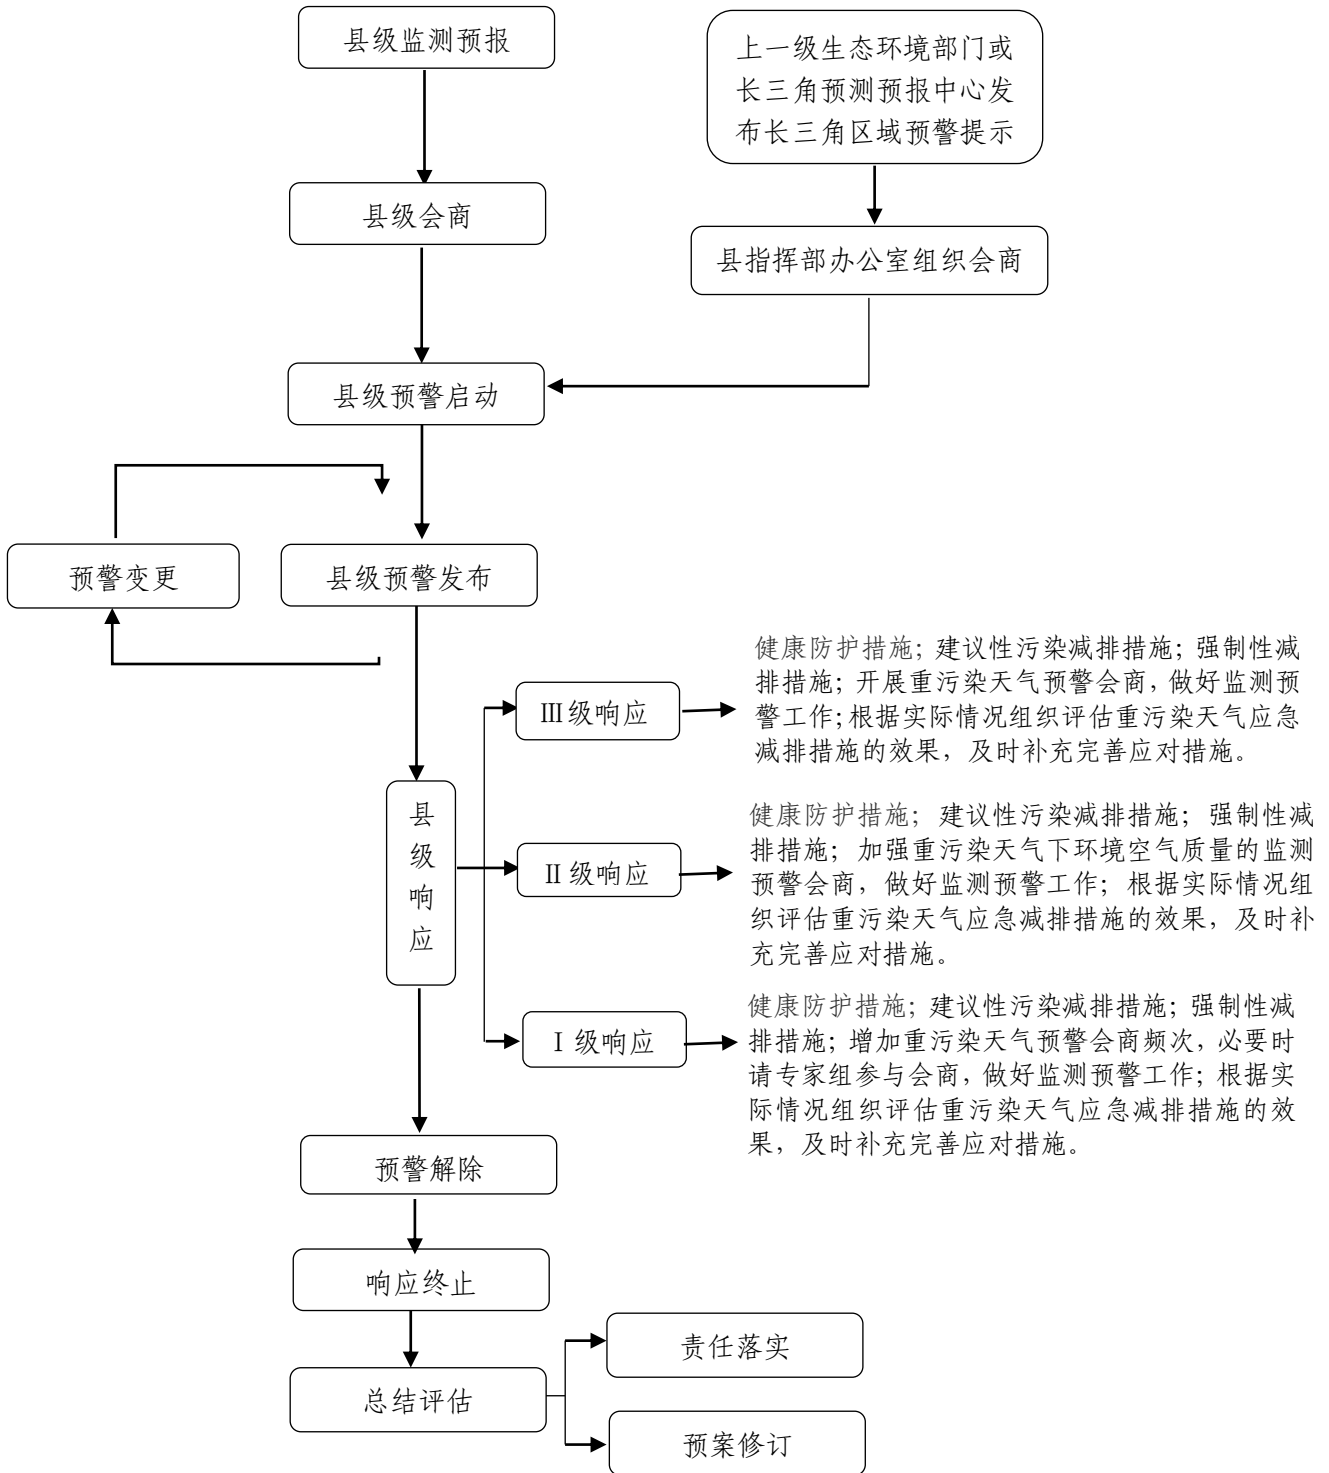 县级监测预报
上一级生态环境部门或
长三角预测预报中心发
布长三角区域预警提示
县级会商
县指挥部办公室组织会商
县级预警启动
预警变更
县级预警发布
健康防护措施；建议性污染减排措施；强制性减
排措施；开展重污染天气预警会商，做好监测预
警工作；根据实际情况组织评估重污染天气应急
减排措施的效果，及时补充完善应对措施。
Ⅲ级响应
县
级
响
应
健康防护措施；建议性污染减排措施；强制性减
排措施；加强重污染天气下环境空气质量的监测
预警会商，做好监测预警工作；根据实际情况组
织评估重污染天气应急减排措施的效果，及时补
充完善应对措施。
Ⅱ级响应
健康防护措施；建议性污染减排措施；强制性减
排措施；增加重污染天气预警会商频次，必要时
请专家组参与会商，做好监测预警工作；根据实
际情况组织评估重污染天气应急减排措施的效
果，及时补充完善应对措施。
Ⅰ级响应
预警解除
响应终止
责任落实
总结评估
预案修订